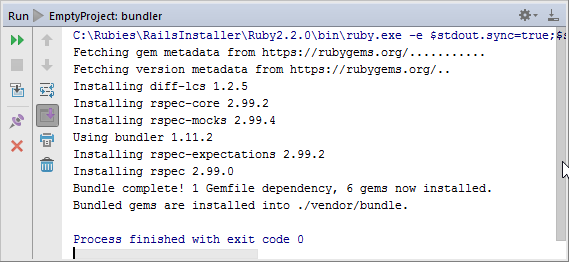 Run EmptyProject: bundler
C:\Rubies\RailsInstaller\Ruby2.2.0\bin\ruby.exe -e $stdout.sync=true;$s
Fetching gem metadata from https://rubygems.org/...........
Fetching version metadata from https://rubygems.org/..
Installing diff-lcs 1.2.5
Installing rspec-core 2.99.2
Installing rspec-mocks 2.99.4
Using bundler 1.11.2
Installing rspec-expectations 2.99.2
Installing rspec 2.99.0
Bundle complete! 1 Gemfile dependency, 6 gems now installed.
Bundled gems are installed into ./vendor/bundle.
Process finished with exit code 0